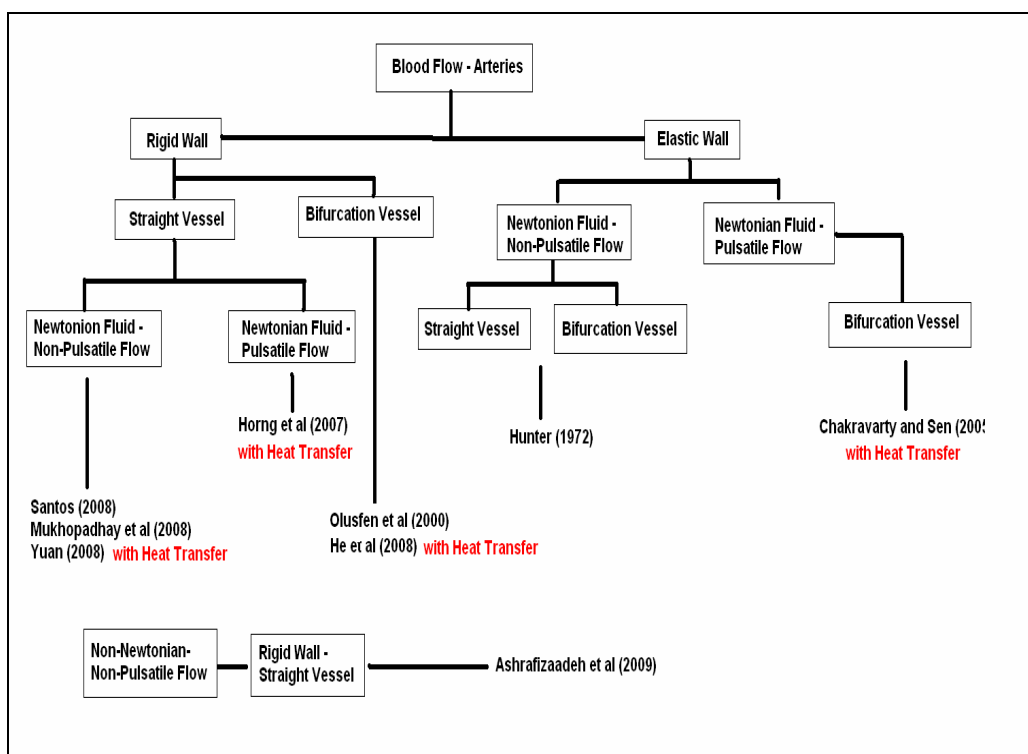 Blood Flow - Arteries
Rigid Wall
Elastic Wall
Straight Vessel
Bifurcation Vessel
Newtonion Fluid -
Non-Pulsatile Flow
Newtonian Fluid -
Pulsatile Flow
Newtonion Fluid -
Non-Pulsatile Flow
Newtonian Fluid -
Pulsatile Flow
Straight Vessel
Bifurcation Vessel
Bifurcation Vessel
Horng et al (2007)
with Heat Transfer
Hunter (1972)
Chakravarty and Sen (2005
with Heat Transfer
Santos (2008)
Mukhopadhay et al (2008)
Yuan (2008) with Heat Transfer
Olusfen et al (2000)
He et al (2008) with Heat Transfer
Non-Newtonian-
Non-Pulsatile Flow
Rigid Wall -
Straight Vessel
Ashrafizaadeh et al (2009)